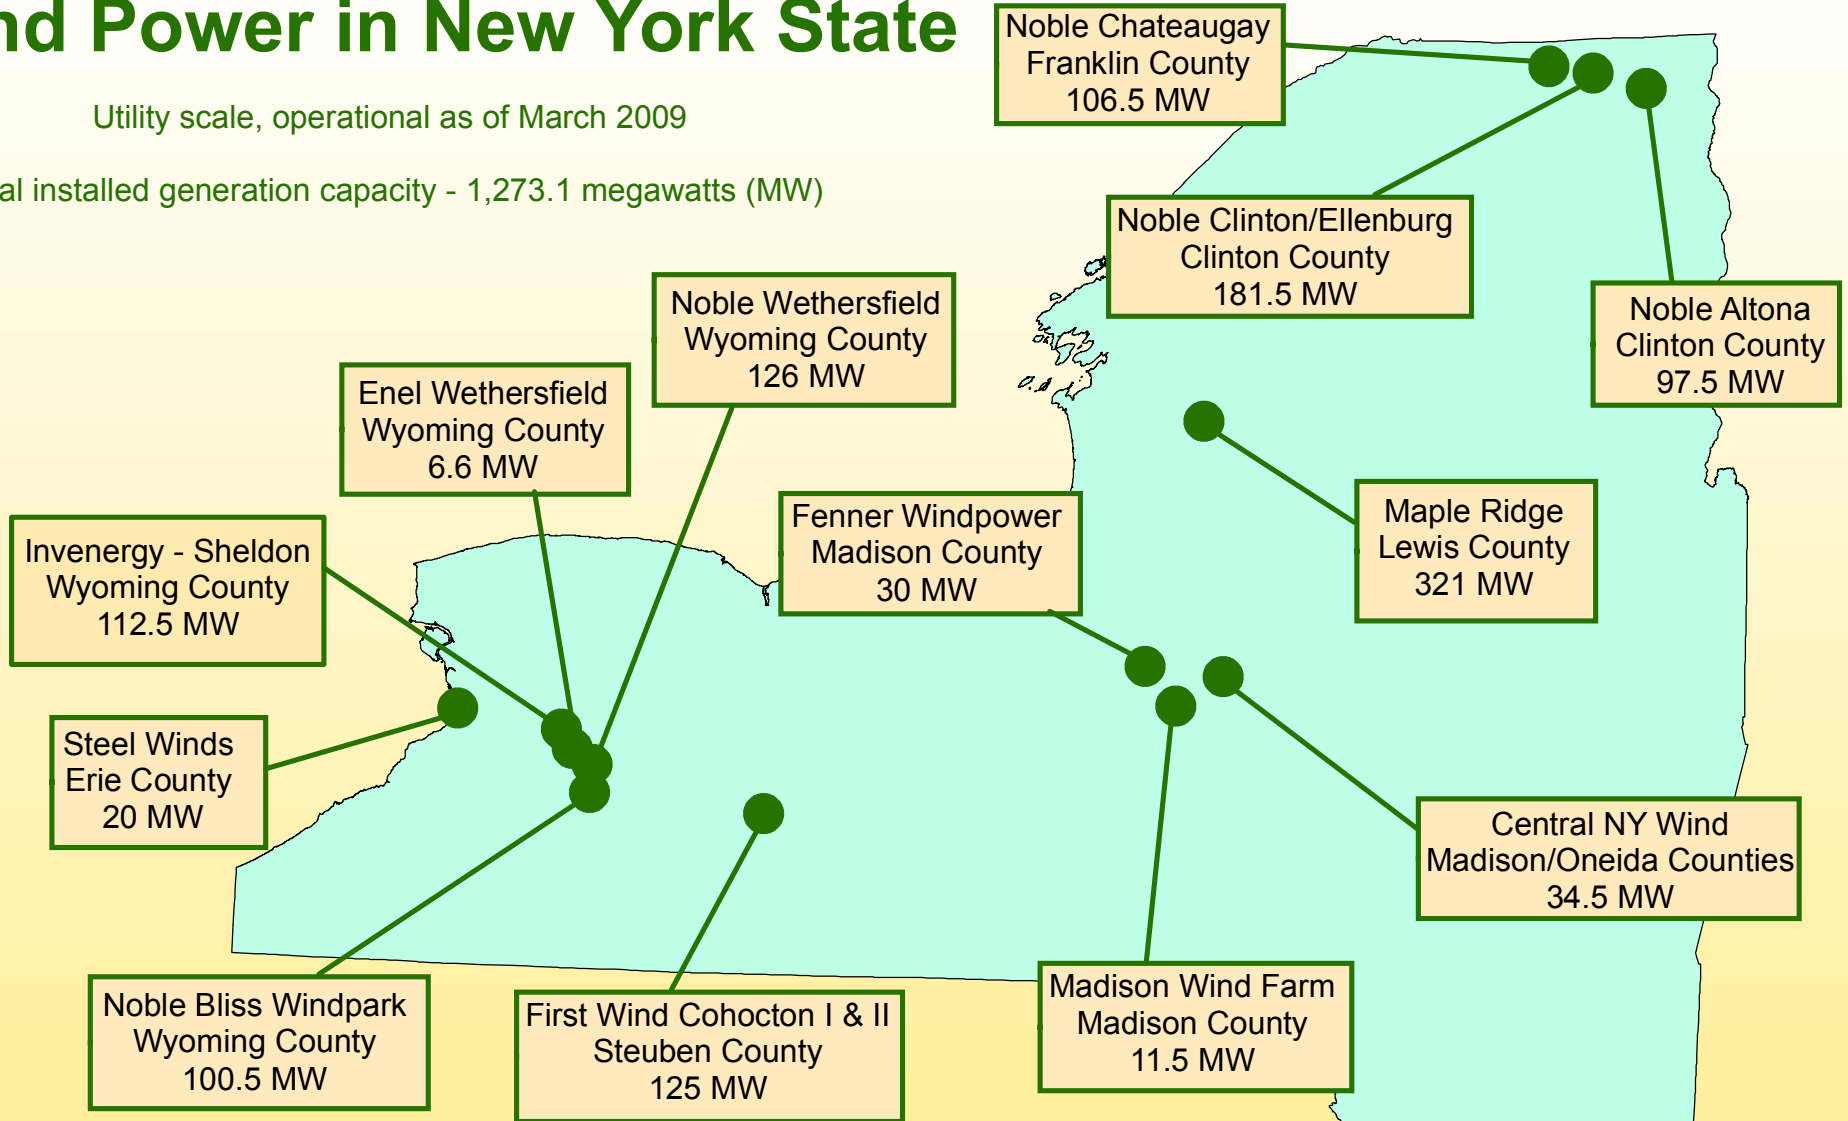 nd Power in New York State
Utility scale, operational as of March 2009
al installed generation capacity - 1,273.1 megawatts (MW)
Noble Chateaugay
Franklin County
106.5 MW
Noble Clinton/Ellenburg
Clinton County
181.5 MW
Noble Altona
Clinton County
97.5 MW
Noble Wethersfield
Wyoming County
126 MW
Enel Wethersfield
Wyoming County
6.6 MW
Invenergy - Sheldon
Wyoming County
112.5 MW
Fenner Windpower
Madison County
30 MW
Maple Ridge
Lewis County
321 MW
Steel Winds
Erie County
20 MW
Central NY Wind
Madison/Oneida Counties
34.5 MW
Noble Bliss Windpark
Wyoming County
100.5 MW
First Wind Cohocton I & II
Steuben County
125 MW
Madison Wind Farm
Madison County
11.5 MW